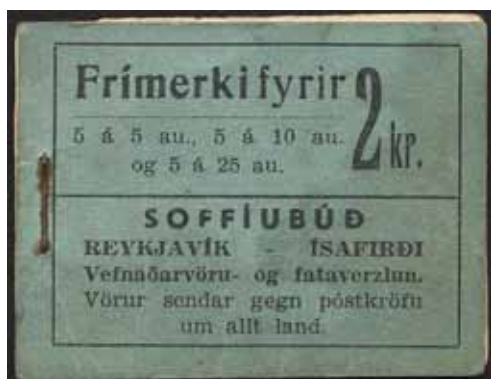 Frímerki fyrir 2 kr.
5 á 5 au., 5 á 10 au.
og 5 á 25 au.
SOFFÍUBÚÐ
REYKJAVÍK - ÍSAFIRÐI
Vefnaðarvöru- og fataverzlun.
Vörur sendar gegn póstkröfu
um allt land.